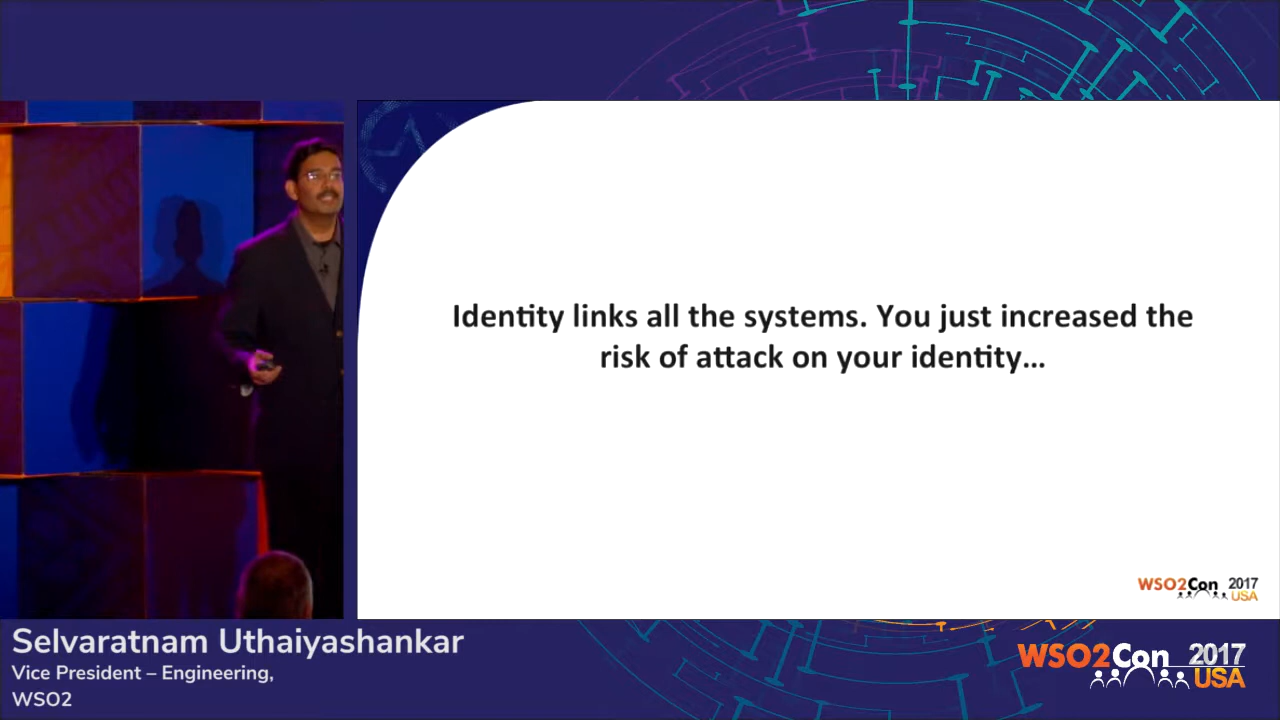 Identity links all the systems. You just increased the
risk of attack on your identity...
WSO2Con 2017
USA
Selvaratnam Uthaiyashankar
Vice President – Engineering,
WSO2
WSO2Con 2017
USA